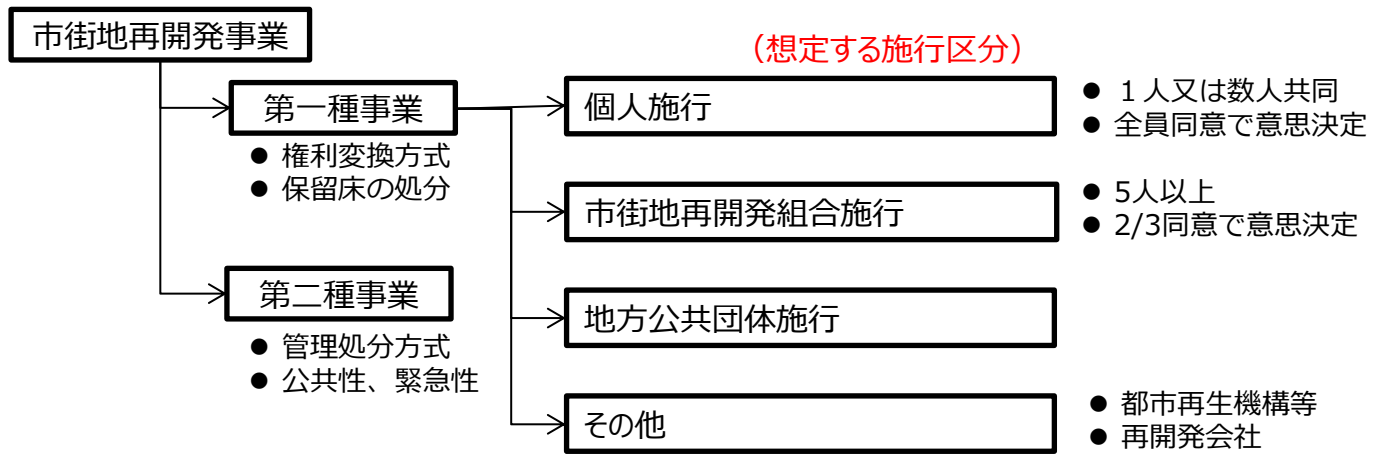 市街地再開発事業
(想定する施行区分)
第一種事業
● 権利変換方式
● 保留床の処分
個人施行
● 1人又は数人共同
● 全員同意で意思決定
市街地再開発組合施行
● 5人以上
● 2/3同意で意思決定
第二種事業
● 管理処分方式
● 公共性、緊急性
地方公共団体施行
その他
● 都市再生機構等
● 再開発会社